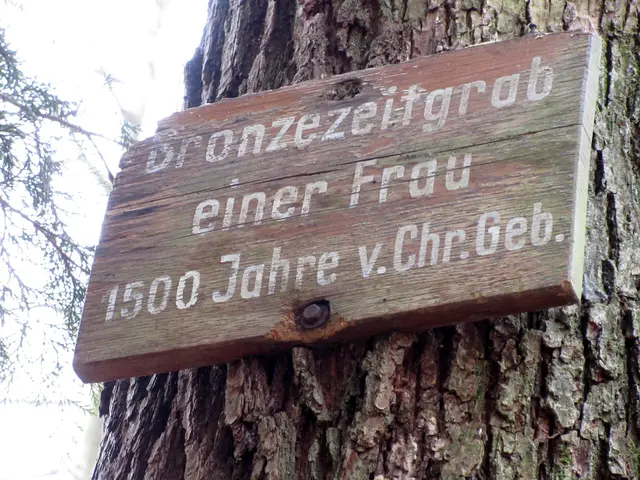 Bronzezeitgrab
einer Frau
1500 Jahre v. Chr. Geb.